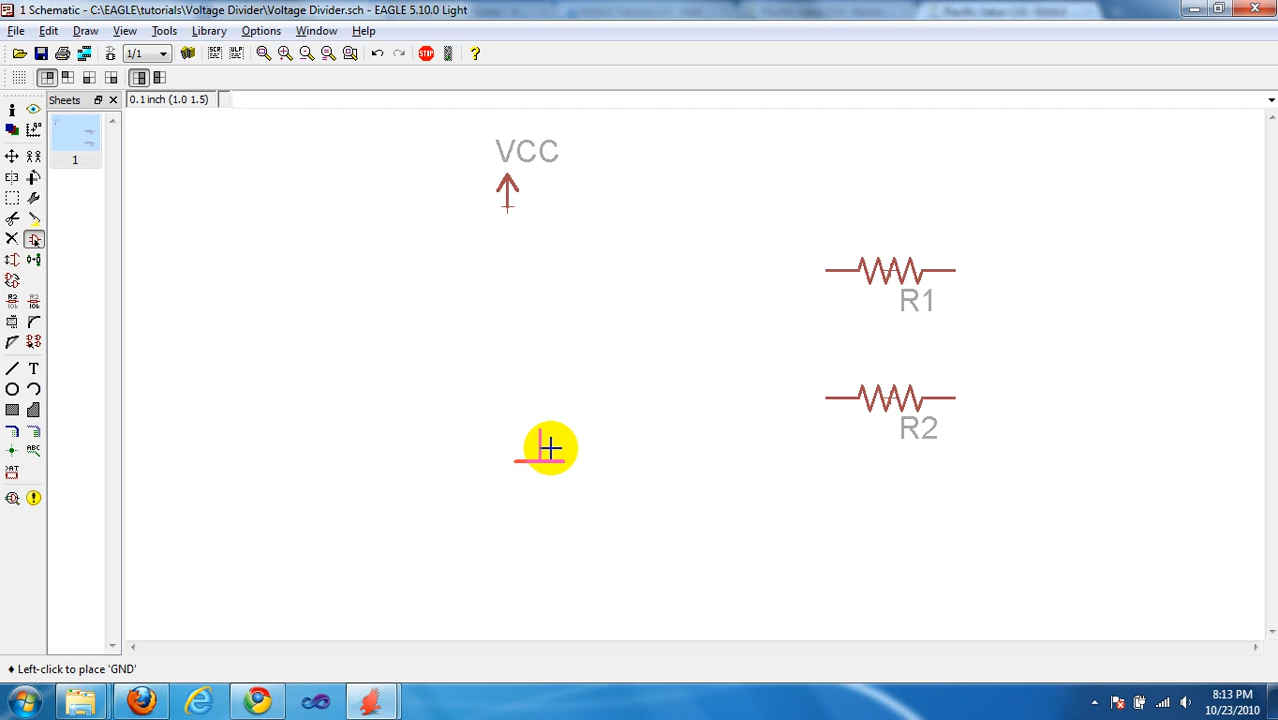 1 Schematic - C:\EAGLE\tutorials\Voltage Divider\Voltage Divider.sch - EAGLE 5.10.0 Light
File Edit Draw View Tools Library Options Window Help
1/1
Sheets
0.1 inch (1.0 1.5)
1
VCC
R1
R2
Left-click to place 'GND'
8:13 PM
10/23/2010